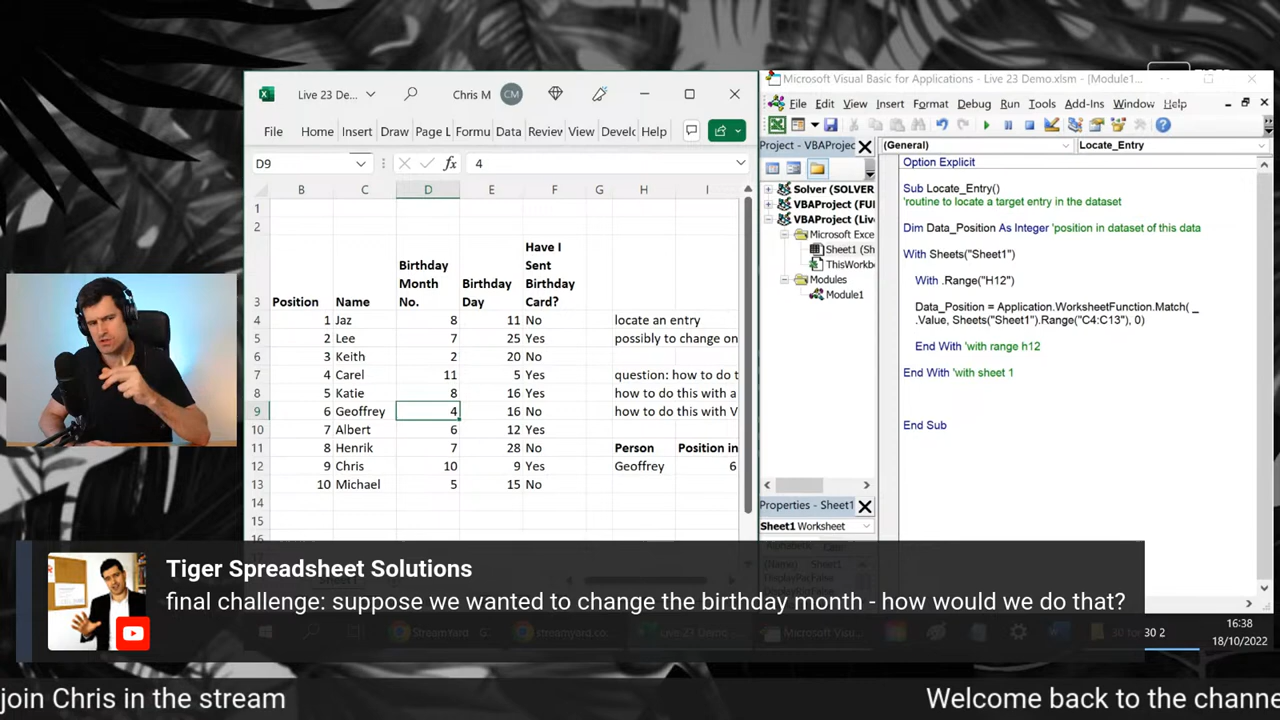 Live 23 De...
Chris M
CM
File Home Insert Draw Page L Formu Data Review View Develc Help
D9
fx 4
B C D E F G H I
1
2
3 Position Name Birthday Month No. Birthday Day Have I Sent Birthday Card?
4 1 Jaz 8 11 No locate an entry
5 2 Lee 7 25 Yes possibly to change on
6 3 Keith 2 20 No
7 4 Carel 11 5 Yes question: how to do t
8 5 Katie 8 16 Yes how to do this with a
9 6 Geoffrey 4 16 No how to do this with V
10 7 Albert 6 12 Yes
11 8 Henrik 7 28 No Person Position in
12 9 Chris 10 9 Yes Geoffrey 6
13 10 Michael 5 15 No
14
15
Microsoft Visual Basic for Applications - Live 23 Demo.xlsm - [Module1...
File Edit View Insert Format Debug Run Tools Add-Ins Window Help
Project - VBAProjec
Solver (SOLVER
VBAProject (FU
VBAProject (Liv
Microsoft Exce
Sheet1 (Sh
ThisWorkb
Modules
Module1
Properties - Sheet1
Sheet1 Worksheet
(General)
Locate_Entry
Option Explicit
Sub Locate_Entry()
'routine to locate a target entry in the dataset
Dim Data_Position As Integer 'position in dataset of this data
With Sheets("Sheet1")
With .Range("H12")
Data_Position = Application.WorksheetFunction.Match( _
.Value, Sheets("Sheet1").Range("C4:C13"), 0)
End With 'with range h12
End With 'with sheet 1
End Sub
Tiger Spreadsheet Solutions
final challenge: suppose we wanted to change the birthday month - how would we do that?
16:38
18/10/2022
30 2
join Chris in the stream
Welcome back to the channe